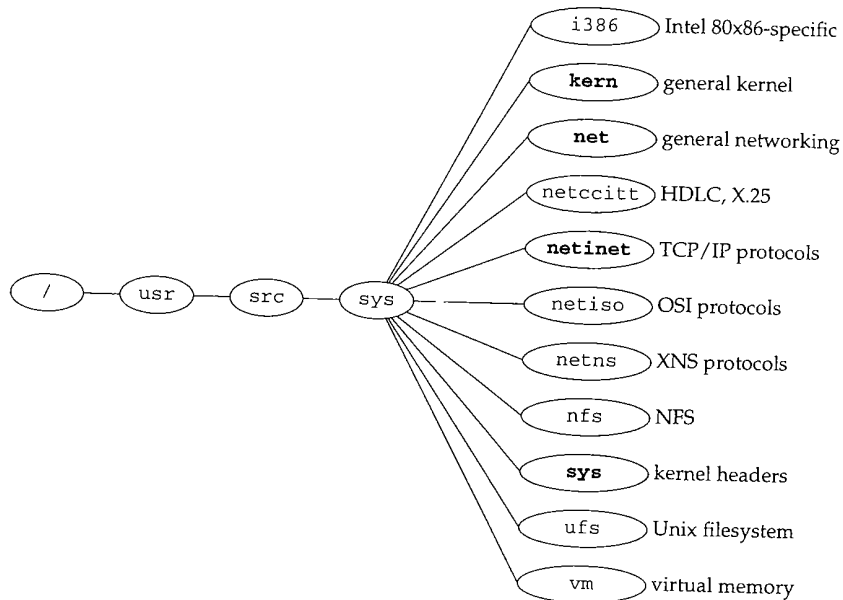 i386 Intel 80x86-specific
kern general kernel
net general networking
netccitt HDLC, X.25
netinet TCP/IP protocols
/ usr src sys netiso OSI protocols
netns XNS protocols
nfs NFS
sys kernel headers
ufs Unix filesystem
vm virtual memory